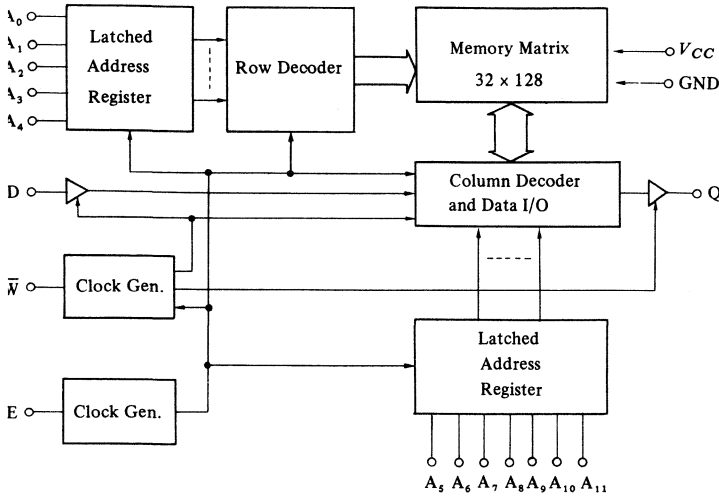 A₀
A₁
A₂
A₃
A₄
Latched
Address
Register
Row Decoder
Memory Matrix
32 × 128
V_CC
GND
D
Column Decoder
and Data I/O
Q
W̅
Clock Gen.
Latched
Address
Register
E
Clock Gen.
A₅ A₆ A₇ A₈ A₉ A₁₀ A₁₁